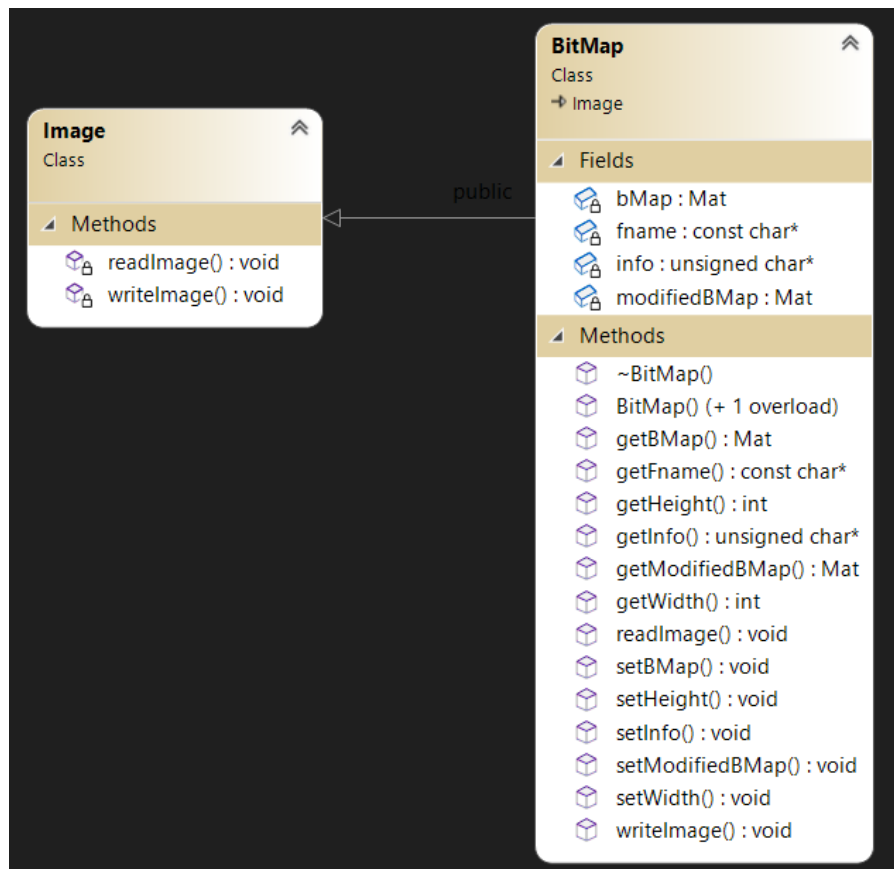 Image
Class
Methods
readImage() : void
writeImage() : void
public
BitMap
Class
Image
Fields
bMap : Mat
fname : const char*
info : unsigned char*
modifiedBMap : Mat
Methods
~BitMap()
BitMap() (+ 1 overload)
getBMap() : Mat
getFname() : const char*
getHeight() : int
getInfo() : unsigned char*
getModifiedBMap() : Mat
getWidth() : int
readImage() : void
setBMap() : void
setHeight() : void
setInfo() : void
setModifiedBMap() : void
setWidth() : void
writeImage() : void